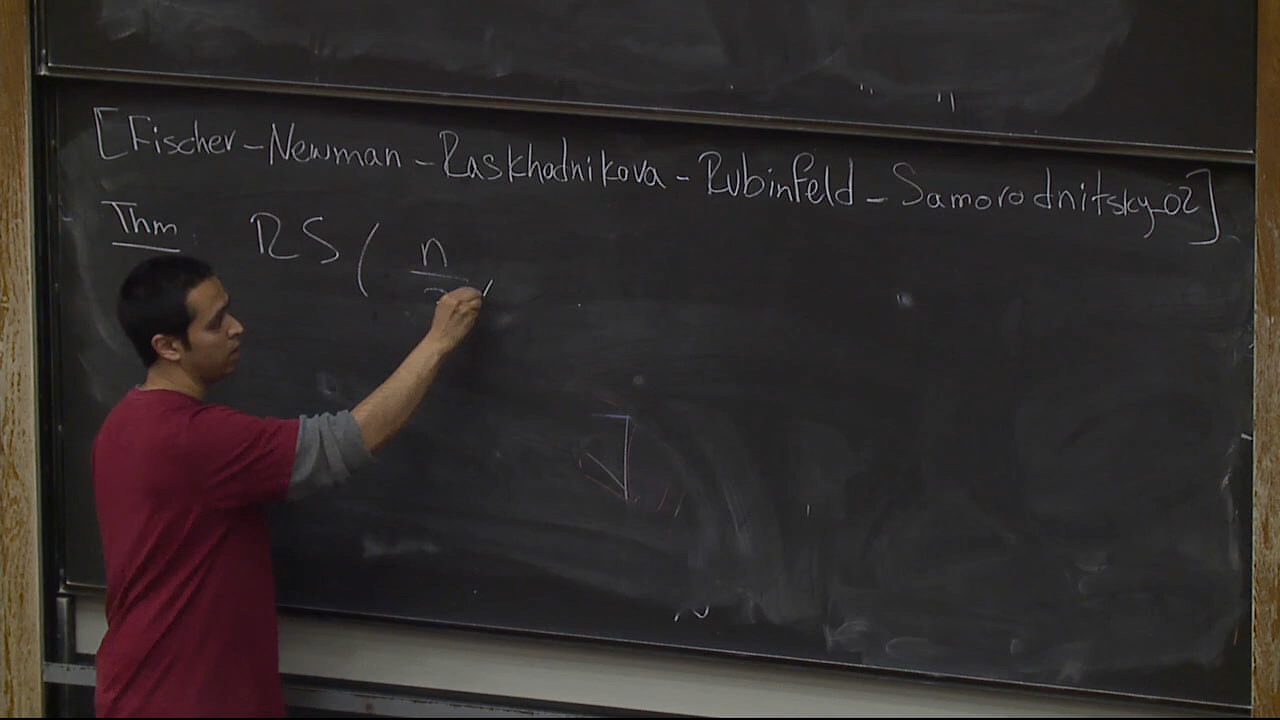 [Fischer - Newman - Raskhodnikova - Rubinfeld - Samorodnitsky 02]
Thm RS ( n